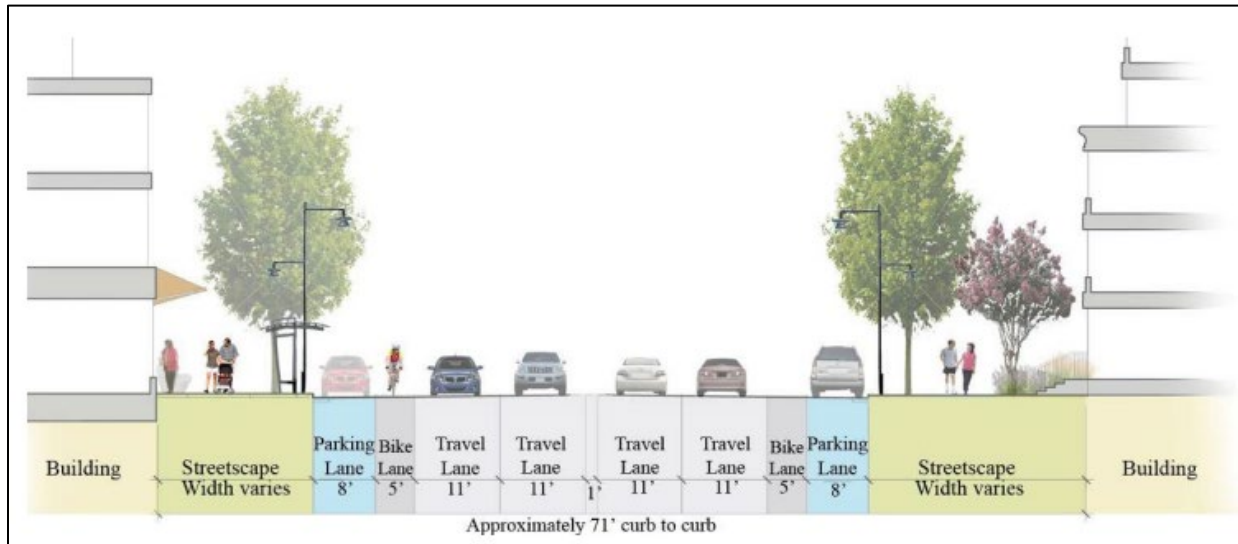 Building
Streetscape
Width varies
Parking
Lane
8’
Bike
Lane
5’
Travel
Lane
11’
Travel
Lane
11’
1’
Travel
Lane
11’
Travel
Lane
11’
Bike
Lane
5’
Parking
Lane
8’
Streetscape
Width varies
Building
Approximately 71’ curb to curb